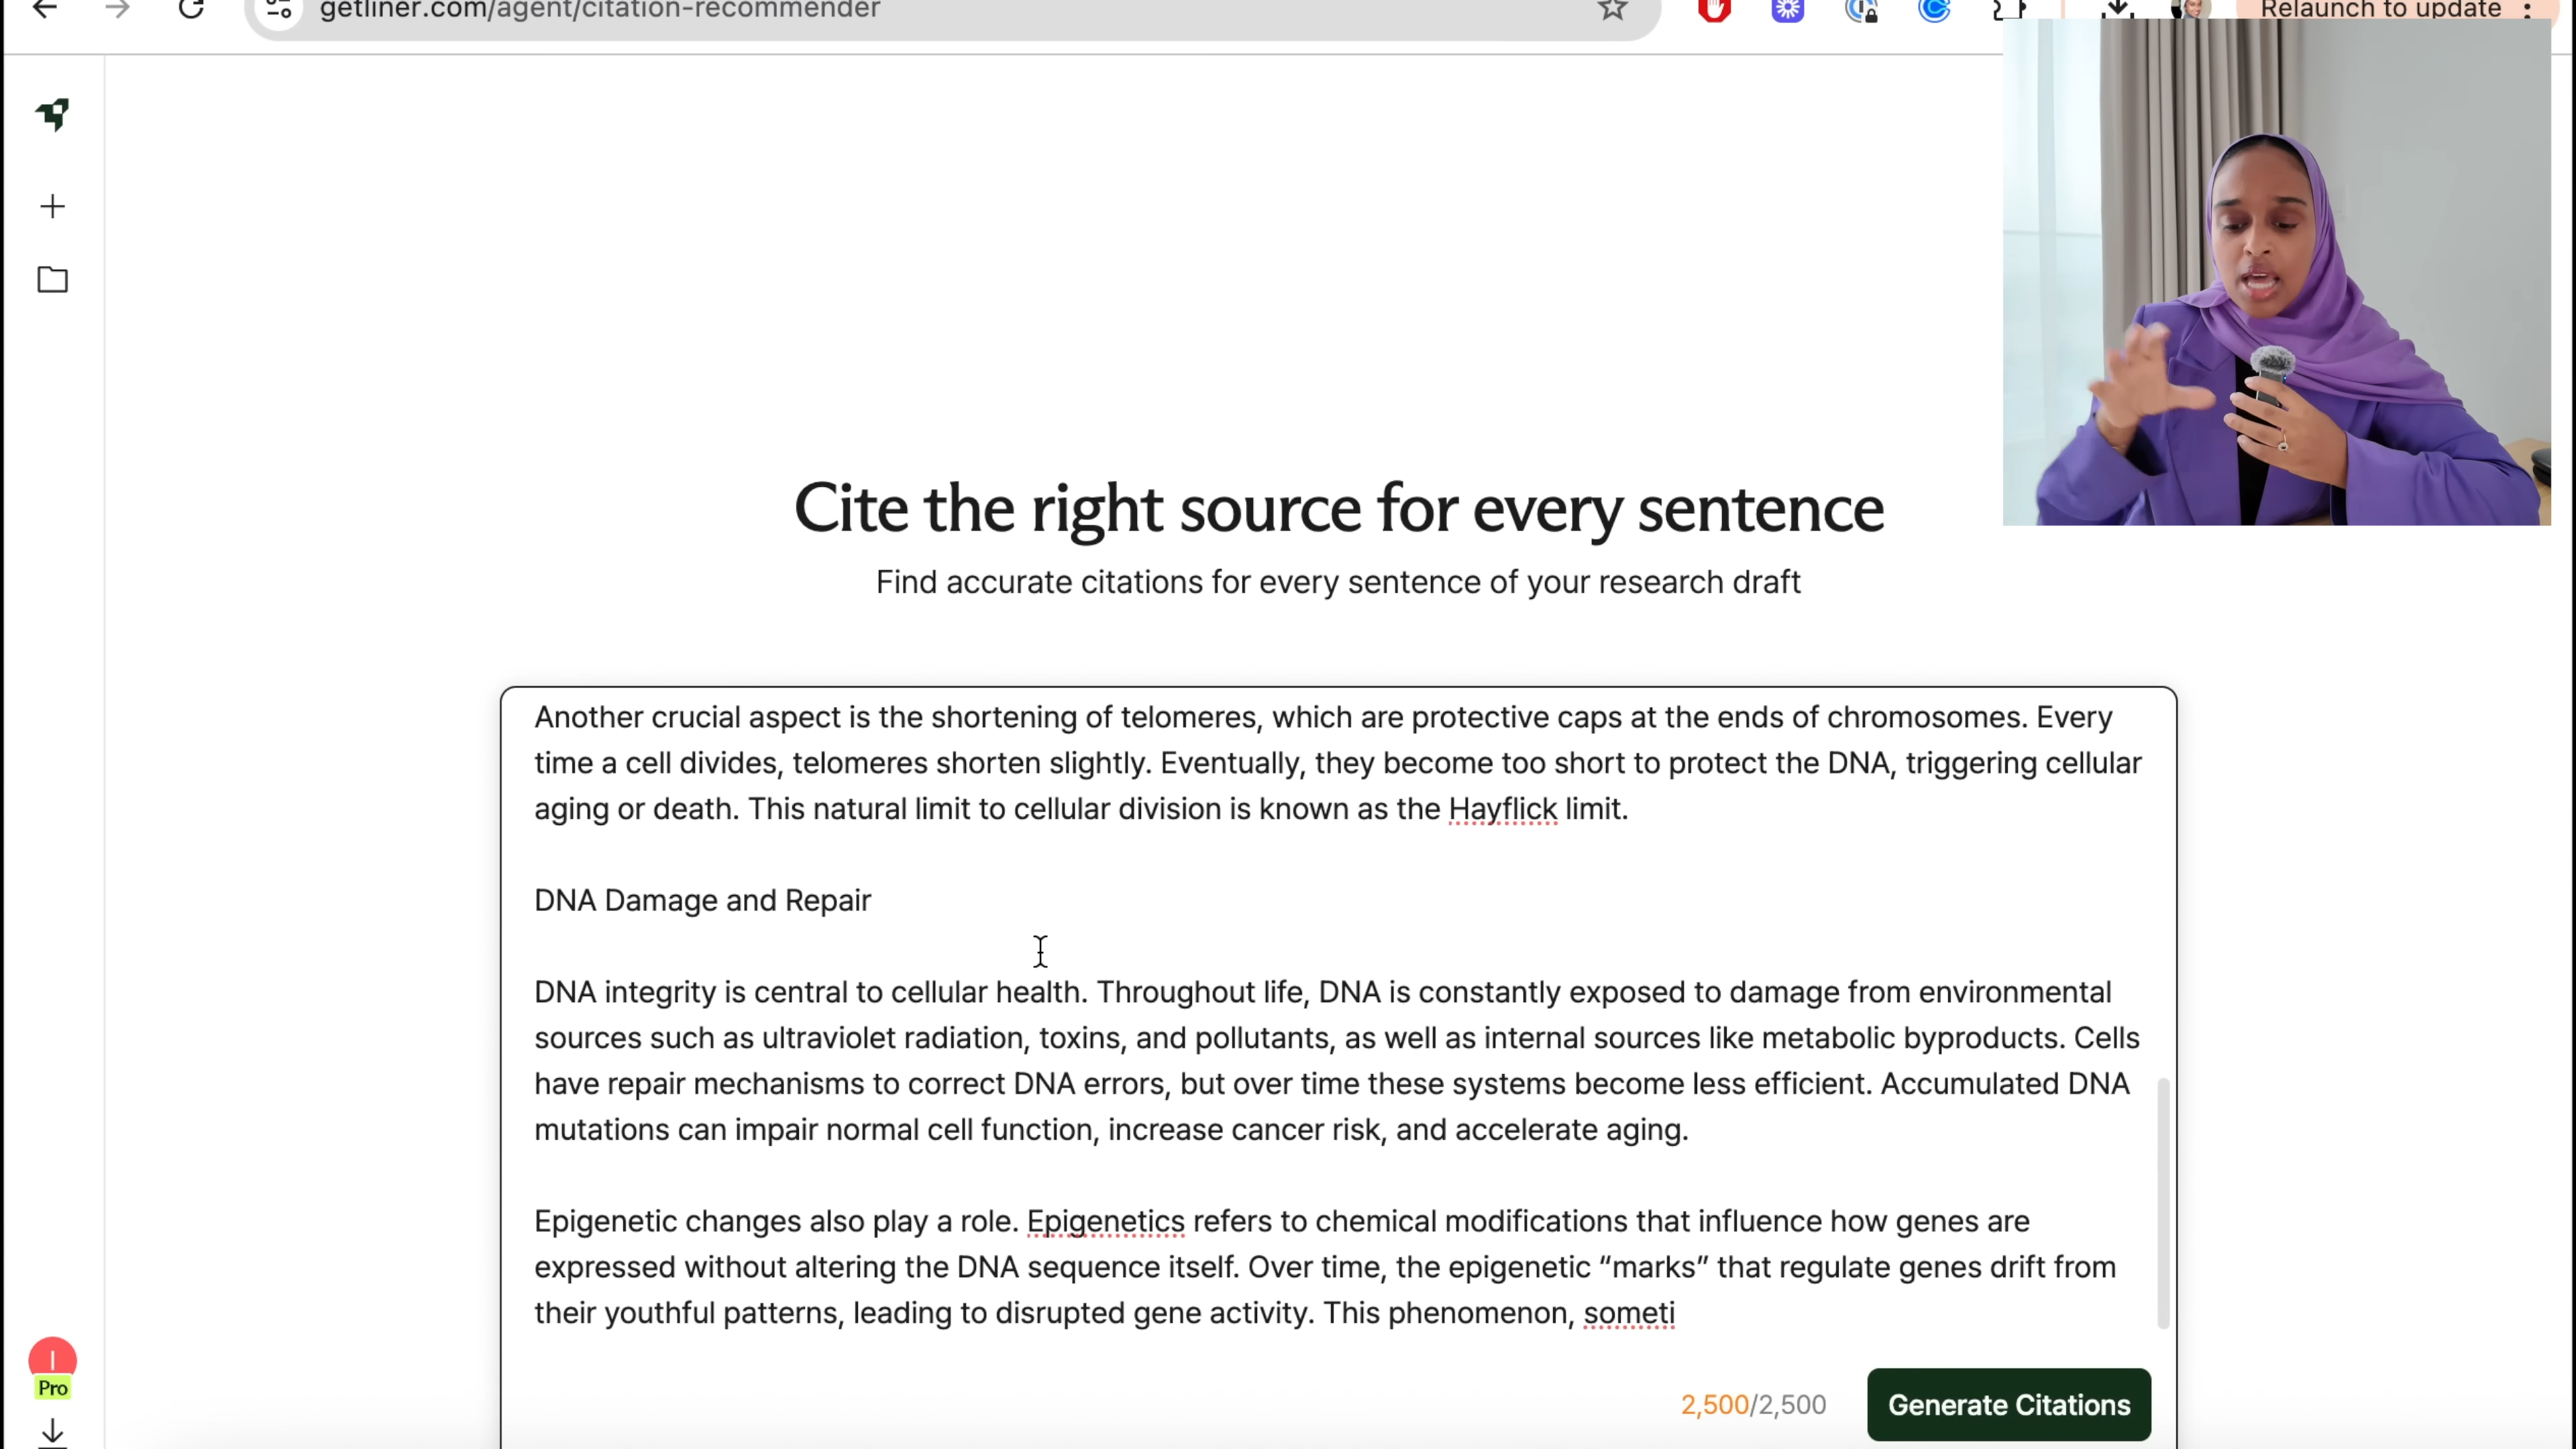 getliner.com/agent/citation-recommender
Relaunch to update
Cite the right source for every sentence
Find accurate citations for every sentence of your research draft
Another crucial aspect is the shortening of telomeres, which are protective caps at the ends of chromosomes. Every
time a cell divides, telomeres shorten slightly. Eventually, they become too short to protect the DNA, triggering cellular
aging or death. This natural limit to cellular division is known as the Hayflick limit.
DNA Damage and Repair
DNA integrity is central to cellular health. Throughout life, DNA is constantly exposed to damage from environmental
sources such as ultraviolet radiation, toxins, and pollutants, as well as internal sources like metabolic byproducts. Cells
have repair mechanisms to correct DNA errors, but over time these systems become less efficient. Accumulated DNA
mutations can impair normal cell function, increase cancer risk, and accelerate aging.
Epigenetic changes also play a role. Epigenetics refers to chemical modifications that influence how genes are
expressed without altering the DNA sequence itself. Over time, the epigenetic “marks” that regulate genes drift from
their youthful patterns, leading to disrupted gene activity. This phenomenon, someti
I
Pro
2,500/2,500
Generate Citations